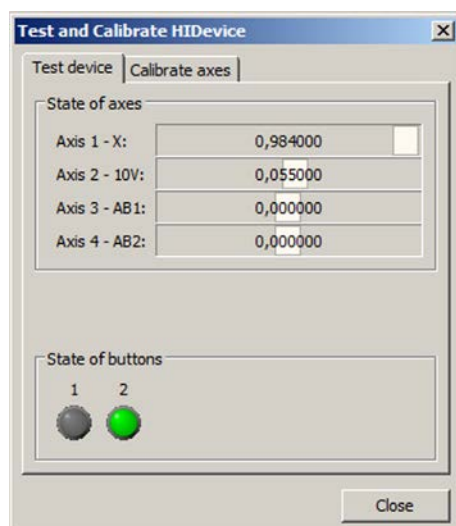 Test and Calibrate HIDevice
Test device Calibrate axes
State of axes
Axis 1 - X: 0,984000
Axis 2 - 10V: 0,055000
Axis 3 - AB1: 0,000000
Axis 4 - AB2: 0,000000
State of buttons
1 2
Close